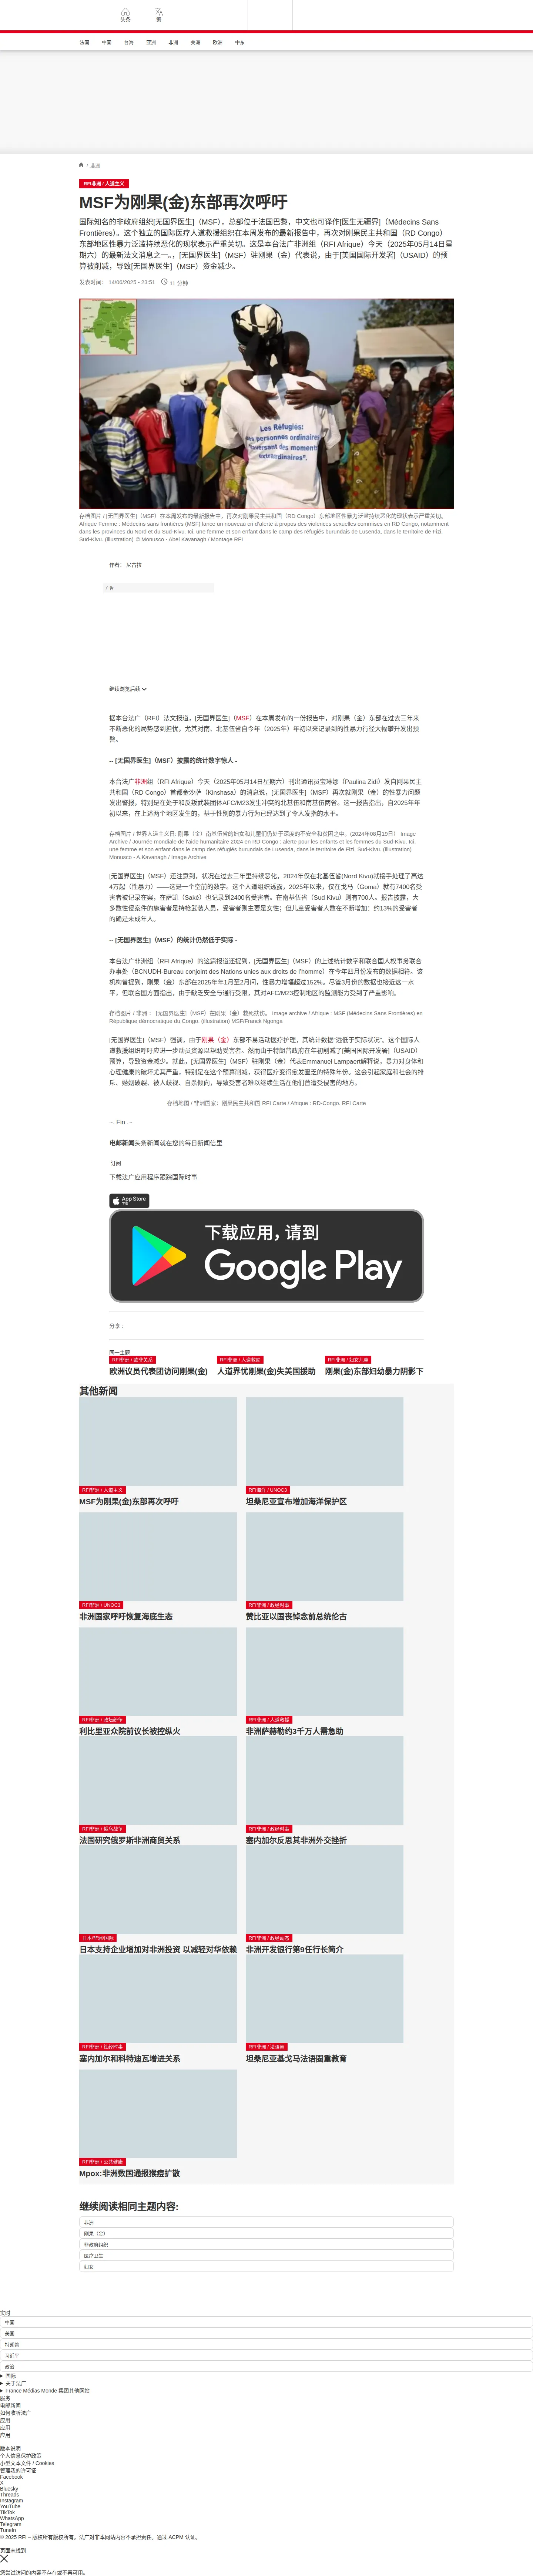 头条
繁
法国
中国
台海
亚洲
非洲
美洲
欧洲
中东
/ 非洲
RFI非洲 / 人道主义
MSF为刚果(金)东部再次呼吁
国际知名的非政府组织[无国界医生]（MSF），总部位于法国巴黎，中文也可译作[医生无疆界]（Médecins Sans
Frontières）。这个独立的国际医疗人道救援组织在本周发布的最新报告中，再次对刚果民主共和国（RD Congo）
东部地区性暴力泛滥持续恶化的现状表示严重关切。这是本台法广非洲组（RFI Afrique）今天（2025年05月14日星
期六）的最新法文消息之一。，[无国界医生]（MSF）驻刚果（金）代表说，由于[美国国际开发署]（USAID）的预
算被削减，导致[无国界医生]（MSF）资金减少。
发表时间： 14/06/2025 - 23:51
11 分钟
Les Réfugiés,
des personnes ordinaires
存档图片 / [无国界医生]（MSF）在本周发布的最新报告中，再次对刚果民主共和国（RD Congo）东部地区性暴力泛滥持续恶化的现状表示严重关切。
Afrique Femme : Médecins sans frontières (MSF) lance un nouveau cri d'alerte à propos des violences sexuelles commises en RD Congo, notamment
dans les provinces du Nord et du Sud-Kivu. Ici, une femme et son enfant dans le camp des réfugiés burundais de Lusenda, dans le territoire de Fizi,
Sud-Kivu. (Illustration) © Monusco - Abel Kavanagh / Montage RFI
作者： 尼古拉
广告
继续浏览后续
据本台法广（RFI）法文报道，[无国界医生]（MSF）在本周发布的一份报告中，对刚果（金）东部在过去三年来
不断恶化的局势感到担忧，尤其对南、北基伍省自今年（2025年）年初以来记录到的性暴力行径大幅攀升发出预
警。
-- [无国界医生]（MSF）披露的统计数字惊人 -
本台法广非洲组（RFI Afrique）今天（2025年05月14日星期六）刊出通讯员宝琳娜（Paulina Zidi）发自刚果民主
共和国（RD Congo）首都金沙萨（Kinshasa）的消息说，[无国界医生]（MSF）再次就刚果（金）的性暴力问题
发出警报，特别是在处于和反叛武装团体AFC/M23发生冲突的北基伍和南基伍两省。这一报告指出，自2025年年
初以来，在上述两个地区发生的，基于性别的暴力行为已经达到了令人发指的水平。
存档图片 / 世界人道主义日: 刚果（金）南基伍省的妇女和儿童们仍处于深度的不安全和贫困之中。(2024年08月19日） Image
Archive / Journée mondiale de l'aide humanitaire 2024 en RD Congo : alerte pour les enfants et les femmes du Sud-Kivu. Ici,
une femme et son enfant dans le camp des réfugiés burundais de Lusenda, dans le territoire de Fizi, Sud-Kivu. (Illustration)
Monusco - A.Kavanagh / Image Archive
[无国界医生]（MSF）还注意到，状况在过去三年里持续恶化，2024年仅在北基伍省(Nord Kivu)就接手处理了高达
4万起（性暴力）——这是一个空前的数字。这个人道组织透露，2025年以来，仅在戈马（Goma）就有7400名受
害者被记录在案，在萨凯（Saké）也记录到2400名受害者。在南基伍省（Sud Kivu）则有700人。报告披露，大
多数性侵案件的施害者是持枪武装人员，受害者则主要是女性；但儿童受害者人数在不断增加：约13%的受害者
的确是未成年人。
-- [无国界医生]（MSF）的统计仍然低于实际 -
本台法广非洲组（RFI Afrique）的这篇报道还提到，[无国界医生]（MSF）的上述统计数字和联合国人权事务联合
办事处（BCNUDH-Bureau conjoint des Nations unies aux droits de l'homme）在今年四月份发布的数据相符。该
机构曾提到，刚果（金）东部在2025年年1月至2月间，性暴力增幅超过152%。尽管3月份的数据也接近这一水
平，但联合国方面指出，由于缺乏安全与通行受限，其对AFC/M23控制地区的监测能力受到了严重影响。
存档图片 / 非洲： [无国界医生]（MSF）在刚果（金）救死扶伤。 Image archive / Afrique : MSF (Médecins Sans Frontières) en
République démocratique du Congo. (illustration) MSF/Franck Ngonga
[无国界医生]（MSF）强调，由于刚果（金）东部不易活动医疗护理，其统计数据“远低于实际状况”。这个国际人
道救援组织呼吁应进一步动员资源以帮助受害者。然而由于特朗普政府在年初削减了[美国国际开发署]（USAID）
预算，导致资金减少。就此，[无国界医生]（MSF）驻刚果（金）代表Emmanuel Lampaert解释说，暴力对身体和
心理健康的破坏尤其严重，特别是在这个预算削减，获得医疗变得愈发匮乏的特殊年份。这会引起家庭和社会的排
斥、婚姻破裂、被人歧视、自杀倾向，导致受害者难以继续生活在他们曾遭受侵害的地方。
存档地图 / 非洲国家：刚果民主共和国 RFI Carte / Afrique : RD-Congo. RFI Carte
~. Fin .~
电邮新闻头条新闻就在您的每日新闻信里
订阅
下载法广应用程序跟踪国际时事
App Store
下载应用，请到
Google Play
分享 :
同一主题
RFI非洲 / 欧非关系
欧洲议员代表团访问刚果(金)
RFI非洲 / 人道救助
人道界忧刚果(金)失美国援助
RFI非洲 / 妇女儿童
刚果(金)东部妇幼暴力阴影下
其他新闻
RFI非洲 / 人道主义
MSF为刚果(金)东部再次呼吁
RFI海洋 / UNOC3
坦桑尼亚宣布增加海洋保护区
RFI非洲 / UNOC3
非洲国家呼吁恢复海底生态
RFI非洲 / 政经时事
赞比亚以国丧悼念前总统伦古
RFI非洲 / 政坛纷争
利比里亚众院前议长被控纵火
RFI非洲 / 人道救援
非洲萨赫勒约3千万人需急助
RFI非洲 / 俄乌战争
法国研究俄罗斯非洲商贸关系
RFI非洲 / 政经时事
塞内加尔反思其非洲外交挫折
日本/非洲/国际
日本支持企业增加对非洲投资 以减轻对华依赖
RFI非洲 / 政经动态
非洲开发银行第9任行长简介
RFI非洲 / 社经时事
塞内加尔和科特迪瓦增进关系
RFI非洲 / 法语圈
坦桑尼亚基戈马法语圈重教育
RFI非洲 / 公共健康
Mpox:非洲数国通报猴痘扩散
继续阅读相同主题内容:
非洲
刚果（金）
非政府组织
医疗卫生
妇女
实时
中国
美国
特朗普
习近平
政治
国际
关于法广
France Médias Monde 集团其他网站
服务
电邮新闻
如何收听法广
应用
应用
应用
版本说明
个人信息保护政策
小型文本文件 / Cookies
管理我的许可证
Facebook
X
Bluesky
Threads
Instagram
YouTube
TikTok
WhatsApp
Telegram
TuneIn
© 2025 RFI – 版权所有版权所有。法广对非本网站内容不承担责任。通过 ACPM 认证。
页面未找到
您尝试访问的内容不存在或不再可用。